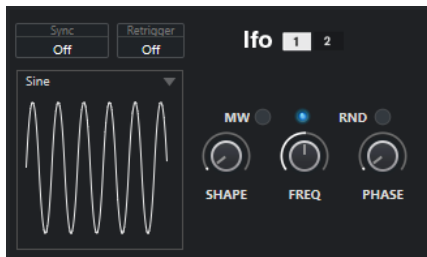 Sync
Off
Retrigger
Off
lfo 1 2
Sine
MW
RND
SHAPE
FREQ
PHASE